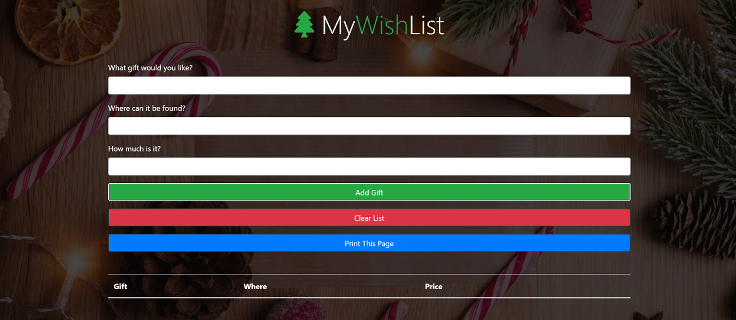 MyWishList
What gift would you like?
Where can it be found?
How much is it?
Add Gift
Clear List
Print This Page
Gift Where Price